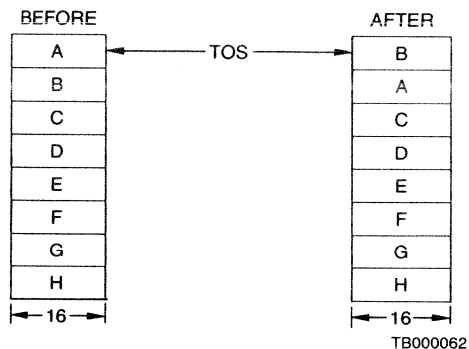 BEFORE AFTER
A TOS B
B A
C C
D D
E E
F F
G G
H H
16 16
TB000062